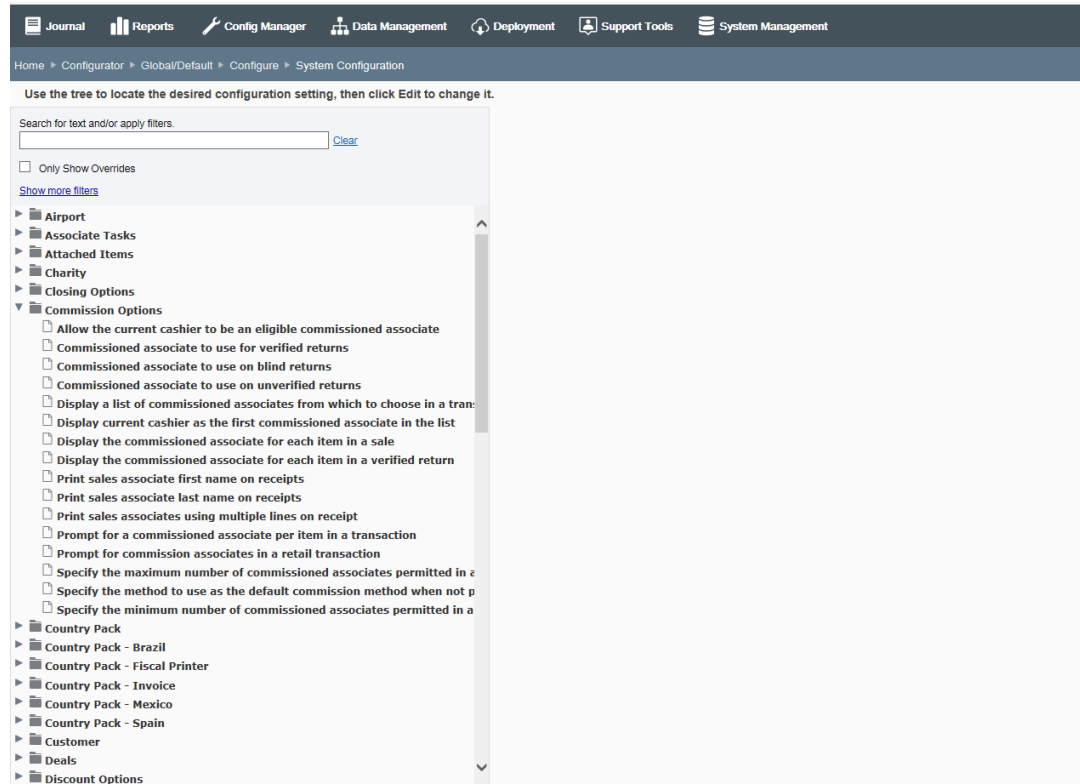 Journal Reports Config Manager Data Management Deployment Support Tools System Management
Home Configurator Global/Default Configure System Configuration
Use the tree to locate the desired configuration setting, then click Edit to change it.
Search for text and/or apply filters.
Clear
Only Show Overrides
Show more filters
Airport
Associate Tasks
Attached Items
Charity
Closing Options
Commission Options
Allow the current cashier to be an eligible commissioned associate
Commissioned associate to use for verified returns
Commissioned associate to use on blind returns
Commissioned associate to use on unverified returns
Display a list of commissioned associates from which to choose in a
Display current cashier as the first commissioned associate in the list
Display the commissioned associate for each item in a sale
Display the commissioned associate for each item in a verified return
Print sales associate first name on receipts
Print sales associate last name on receipts
Print sales associates using multiple lines on receipt
Prompt for a commissioned associate per item in a transaction
Prompt for commission associates in a retail transaction
Specify the maximum number of commissioned associates permitted in
Specify the method to use as the default commission method when not
Specify the minimum number of commissioned associates permitted in a
Country Pack
Country Pack - Brazil
Country Pack - Fiscal Printer
Country Pack - Invoice
Country Pack - Mexico
Country Pack - Spain
Customer
Deals
Discount Options